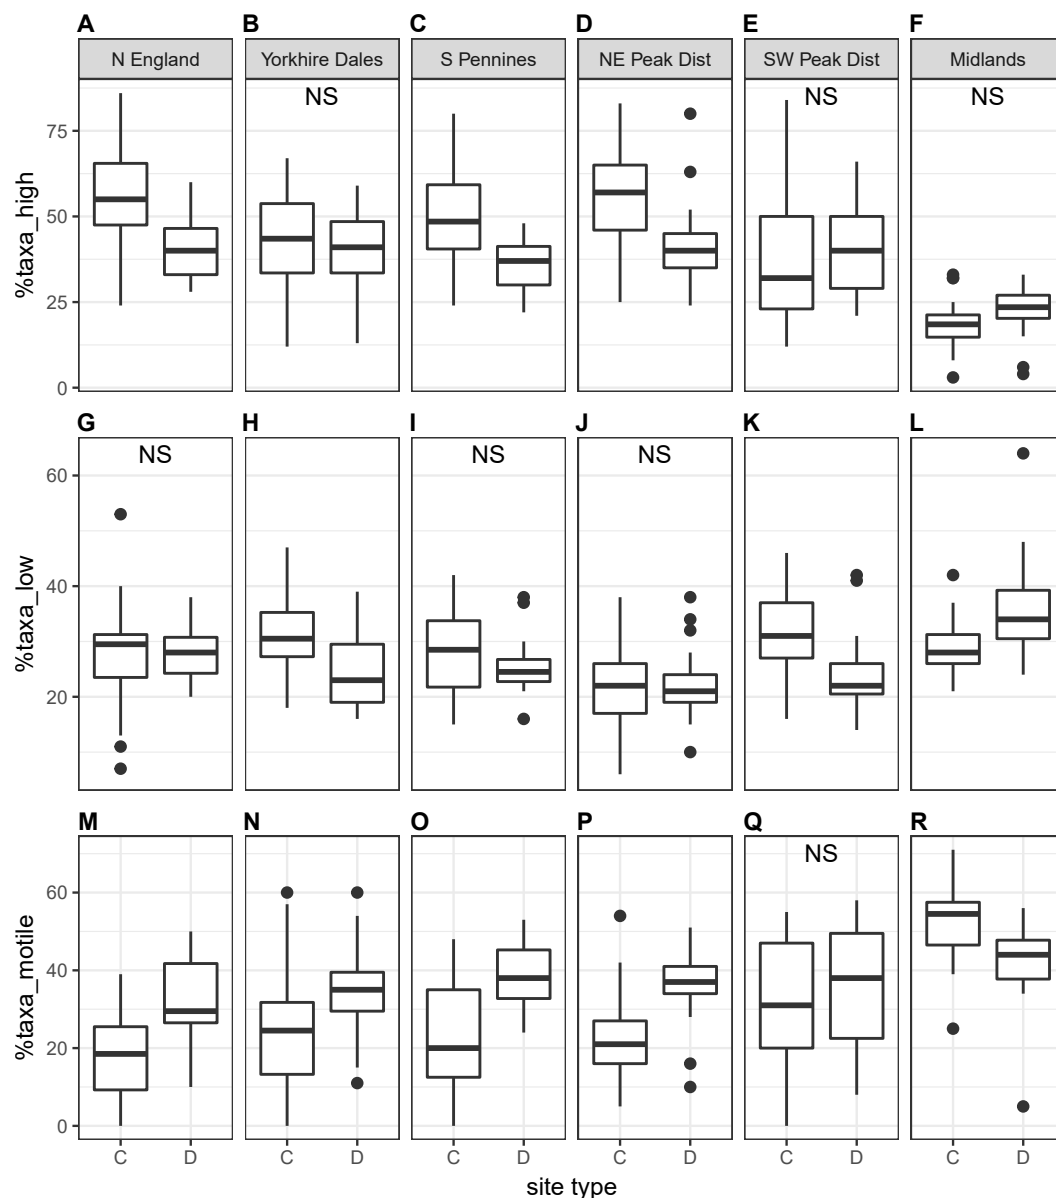 A B C D E F
N England Yorkhire Dales S Pennines NE Peak Dist SW Peak Dist Midlands
NS NS NS
%taxa_high
75
50
25
0
G H I J K L
NS NS NS
%taxa_low
60
40
20
M N O P Q R
NS
%taxa_motile
60
40
20
0
C D C D C D C D C D C D
site type